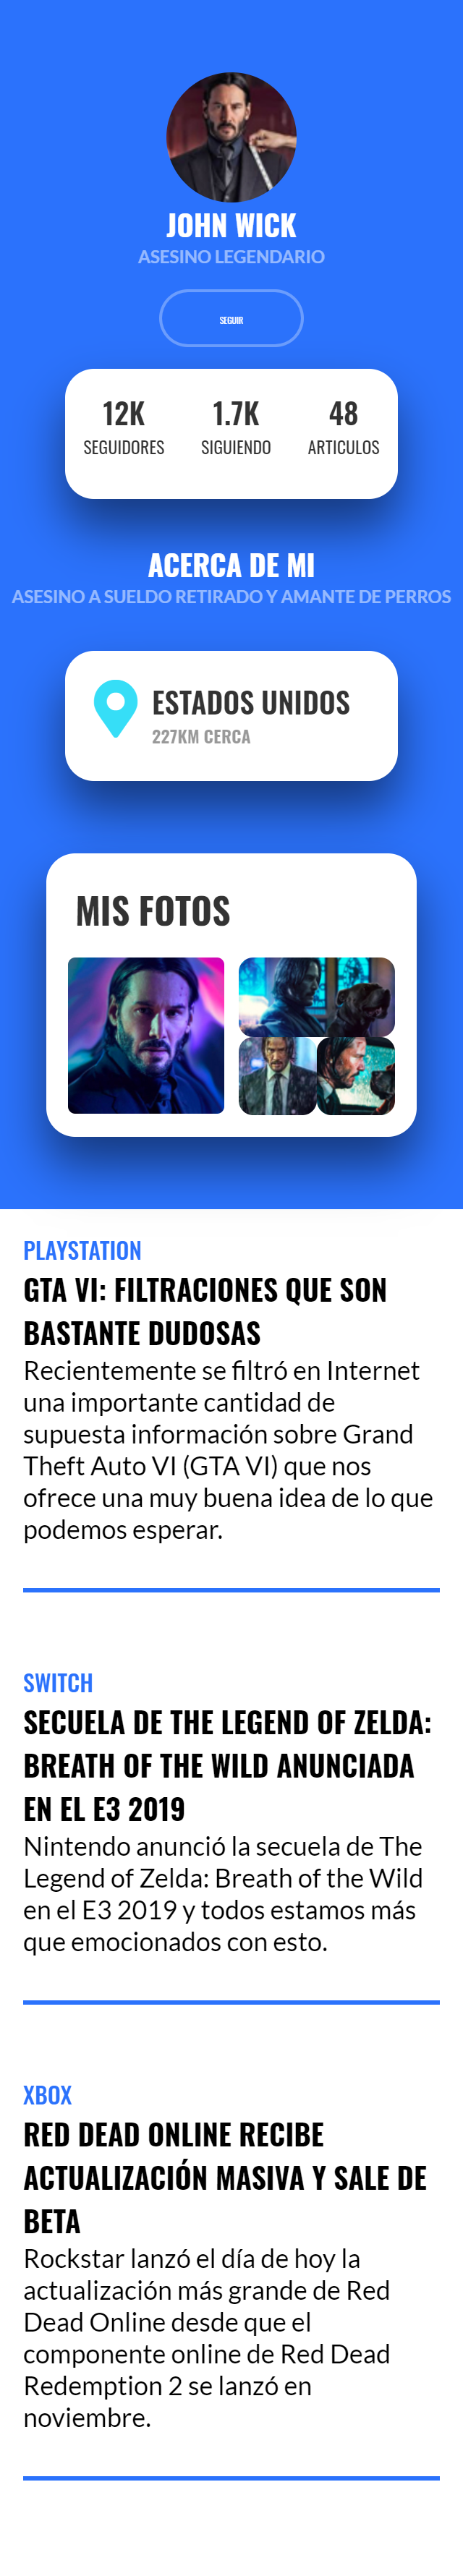 JOHN WICK
ASESINO LEGENDARIO
SEGUIR
12K 1.7K 48
SEGUIDORES SIGUIENDO ARTICULOS
ACERCA DE MI
ASESINO A SUELDO RETIRADO Y AMANTE DE PERROS
ESTADOS UNIDOS
227KM CERCA
MIS FOTOS
PLAYSTATION
GTA VI: FILTRACIONES QUE SON
BASTANTE DUDOSAS
Recientemente se filtró en Internet
una importante cantidad de
supuesta información sobre Grand
Theft Auto VI (GTA VI) que nos
ofrece una muy buena idea de lo que
podemos esperar.
SWITCH
SECUELA DE THE LEGEND OF ZELDA:
BREATH OF THE WILD ANUNCIADA
EN EL E3 2019
Nintendo anunció la secuela de The
Legend of Zelda: Breath of the Wild
en el E3 2019 y todos estamos más
que emocionados con esto.
XBOX
RED DEAD ONLINE RECIBE
ACTUALIZACIÓN MASIVA Y SALE DE
BETA
Rockstar lanzó el día de hoy la
actualización más grande de Red
Dead Online desde que el
componente online de Red Dead
Redemption 2 se lanzó en
noviembre.